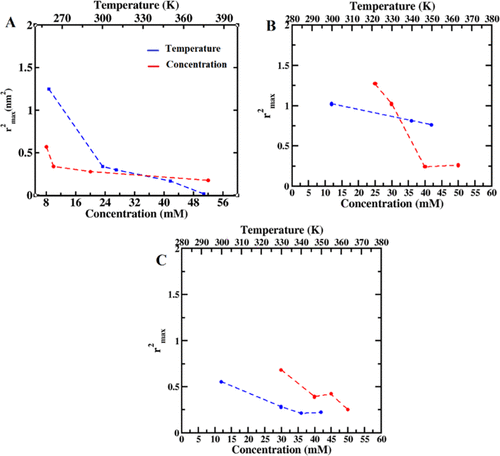 A
Temperature (K)
260 300 340 380
2
1.5
1
0.5
0
r²max(nm²)
Temperature
Concentration
8 16 24 32 40 48 56
Concentration (mM)
B
Temperature (K)
280 290 300 310 320 330 340 350 360 370 380
2
1.5
1
0.5
0
r²max
0 5 10 15 20 25 30 35 40 45 50 55 60
Concentration (mM)
C
Temperature (K)
280 290 300 310 320 330 340 350 360 370 380
2
1.5
1
0.5
0
r²max
0 5 10 15 20 25 30 35 40 45 50 55 60
Concentration (mM)